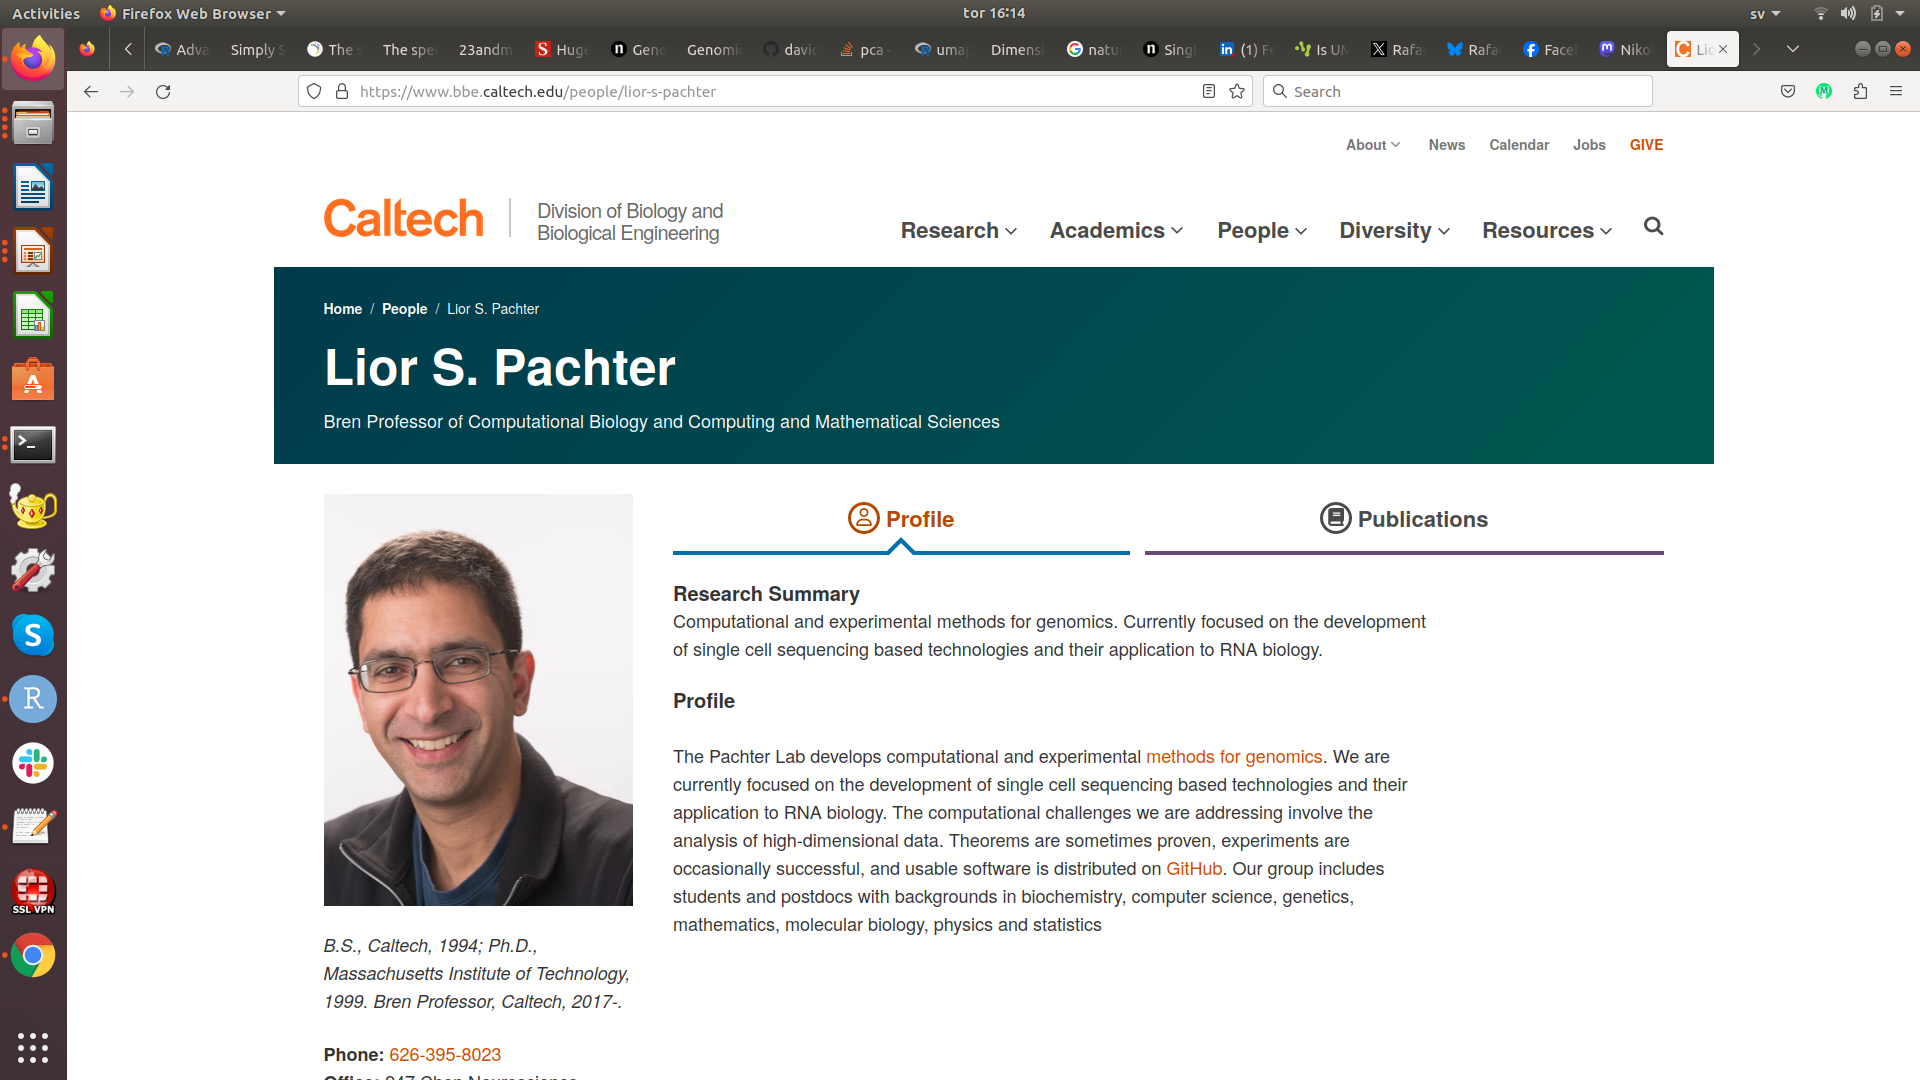 Activities Firefox Web Browser tor 16:14 sv
Adva Simply S The s The spe 23andm Huge Geno Genomi davi pca - uma Dimensi natu Singl (1) F Is UM Rafa Rafa Face Niko Lio
https://www.bbe.caltech.edu/people/lior-s-pachter Search
About News Calendar Jobs GIVE
Caltech
Division of Biology and
Biological Engineering
Research Academics People Diversity Resources
Home / People / Lior S. Pachter
Lior S. Pachter
Bren Professor of Computational Biology and Computing and Mathematical Sciences
Profile Publications
Research Summary
Computational and experimental methods for genomics. Currently focused on the development
of single cell sequencing based technologies and their application to RNA biology.
Profile
The Pachter Lab develops computational and experimental methods for genomics. We are
currently focused on the development of single cell sequencing based technologies and their
application to RNA biology. The computational challenges we are addressing involve the
analysis of high-dimensional data. Theorems are sometimes proven, experiments are
occasionally successful, and usable software is distributed on GitHub. Our group includes
students and postdocs with backgrounds in biochemistry, computer science, genetics,
mathematics, molecular biology, physics and statistics
B.S., Caltech, 1994; Ph.D.,
Massachusetts Institute of Technology,
1999. Bren Professor, Caltech, 2017-.
Phone: 626-395-8023
SSL VPN